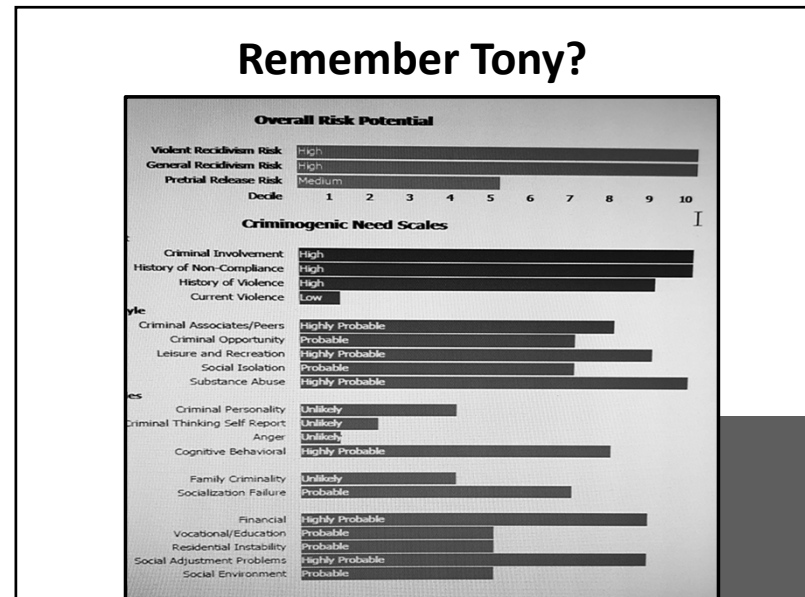 Remember Tony?
Overall Risk Potential
Violent Recidivism Risk High
General Recidivism Risk High
Pretrial Release Risk Medium
Decile 1 2 3 4 5 6 7 8 9 10
Criminogenic Need Scales
Criminal Involvement High
History of Non-Compliance High
History of Violence High
Current Violence Low
yle
Criminal Associates/Peers Highly Probable
Criminal Opportunity Probable
Leisure and Recreation Highly Probable
Social Isolation Probable
Substance Abuse Highly Probable
es
Criminal Personality Unlikely
Criminal Thinking Self Report Unlikely
Anger Unlikely
Cognitive Behavioral Highly Probable
Family Criminality Unlikely
Socialization Failure Probable
Financial Highly Probable
Vocational/Education Probable
Residential Instability Probable
Social Adjustment Problems Highly Probable
Social Environment Probable